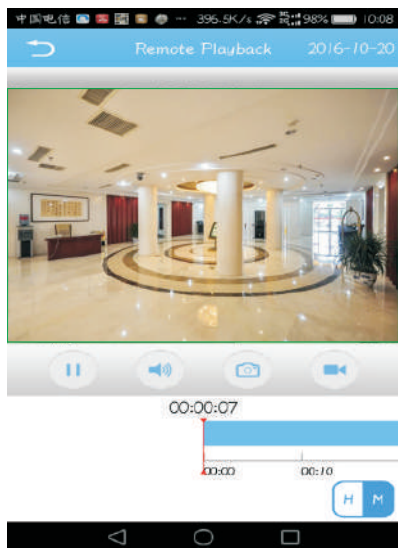 中国电信 ... 396.5K/s 98% 10:08
Remote Playback 2016-10-20
00:00:07
00:00 00:10
H M